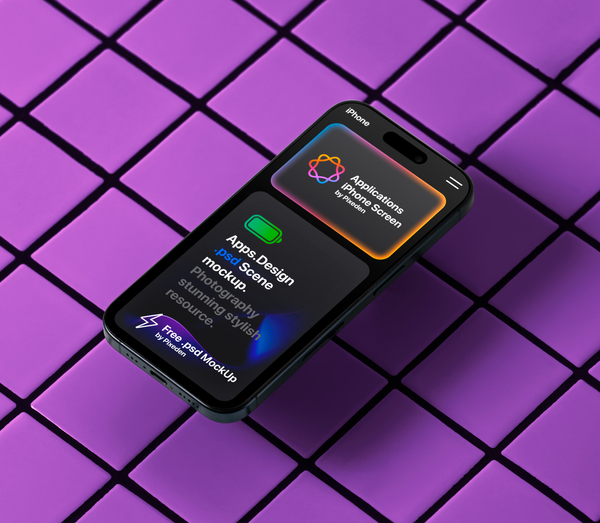 iPhone
Applications
iPhone Screen
by Pixeden
Apps.Design
.psd Scene
mockup.
Photography
stunning stylish
resource.
Free .psd MockUp
by Pixeden